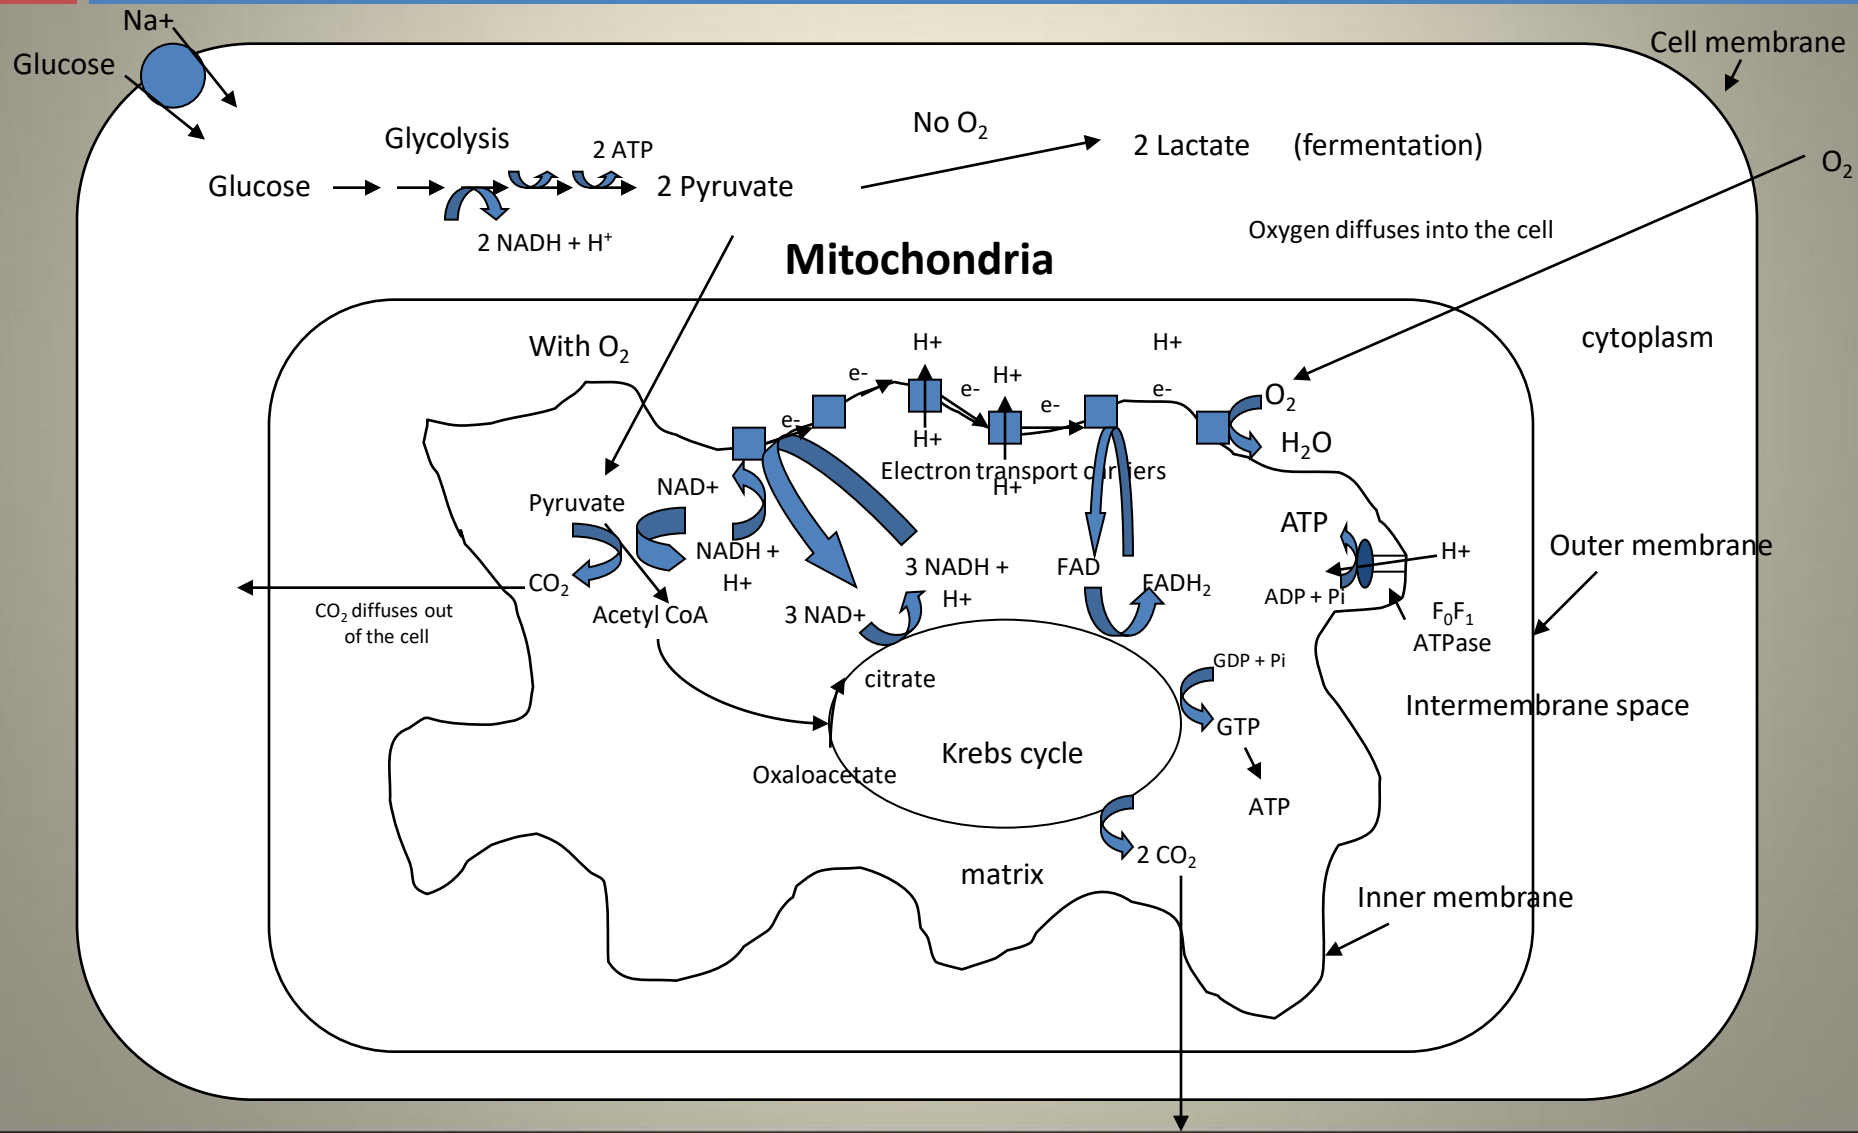 Na+
Glucose
Cell membrane
Glycolysis
2 ATP
No O₂
2 Lactate (fermentation)
O₂
Glucose
2 Pyruvate
2 NADH + H⁺
Oxygen diffuses into the cell
Mitochondria
With O₂
H+
H+
cytoplasm
e-
H+
e-
e-
e-
O₂
e-
H+
H₂O
Electron transport carriers
H+
Pyruvate
NAD+
ATP
H+
Outer membrane
NADH +
H+
3 NADH +
H+
FAD
FADH₂
ADP + Pi
CO₂
CO₂ diffuses out
of the cell
Acetyl CoA
3 NAD+
F₀F₁
ATPase
citrate
GDP + Pi
Intermembrane space
GTP
Krebs cycle
Oxaloacetate
ATP
2 CO₂
matrix
Inner membrane